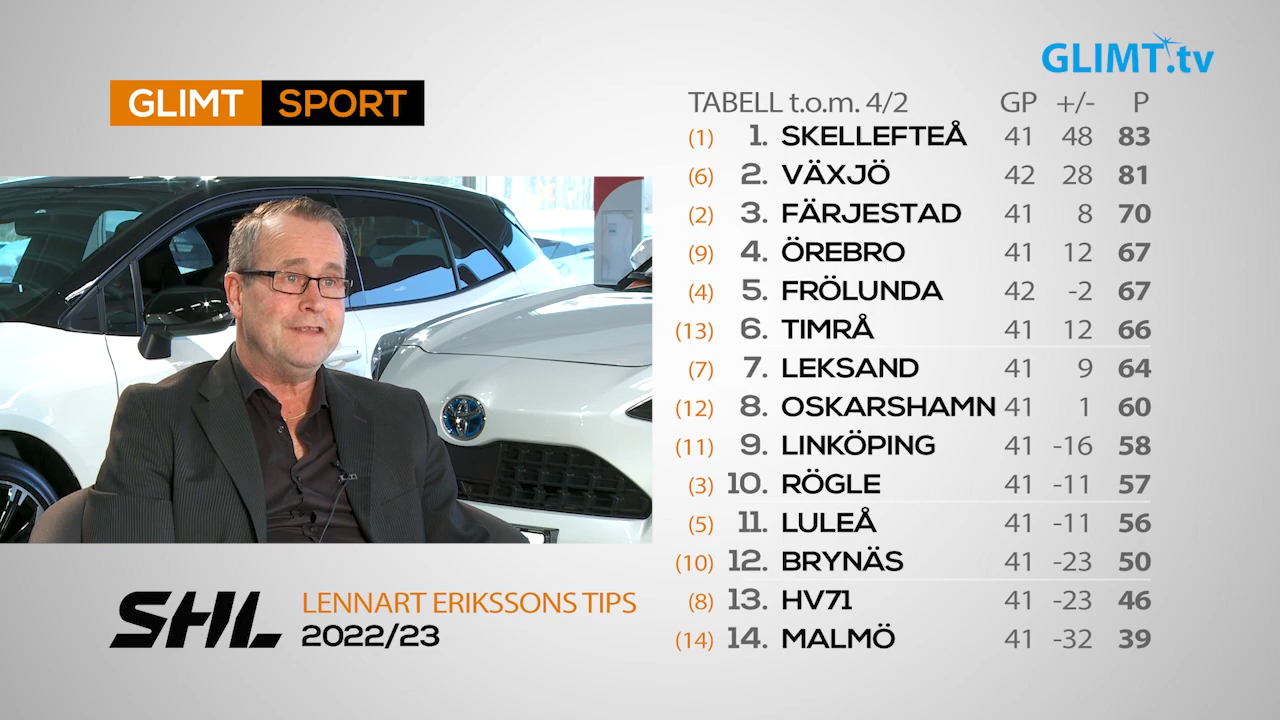 GLIMT.tv
GLIMT SPORT
TABELL t.o.m. 4/2 GP +/- P
(1) 1. SKELLEFTEÅ 41 48 83
(6) 2. VÄXJÖ 42 28 81
(2) 3. FÄRJESTAD 41 8 70
(9) 4. ÖREBRO 41 12 67
(4) 5. FRÖLUNDA 42 -2 67
(13) 6. TIMRÅ 41 12 66
(7) 7. LEKSAND 41 9 64
(12) 8. OSKARSHAMN 41 1 60
(11) 9. LINKÖPING 41 -16 58
(3) 10. RÖGLE 41 -11 57
(5) 11. LULEÅ 41 -11 56
(10) 12. BRYNÄS 41 -23 50
(8) 13. HV71 41 -23 46
(14) 14. MALMÖ 41 -32 39
SHL
LENNART ERIKSSONS TIPS
2022/23